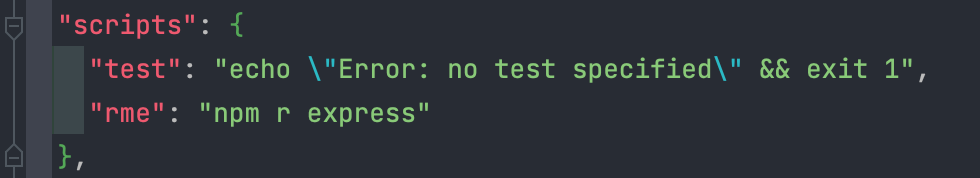 "scripts": {
"test": "echo \"Error: no test specified\" && exit 1",
"rme": "npm r express"
},